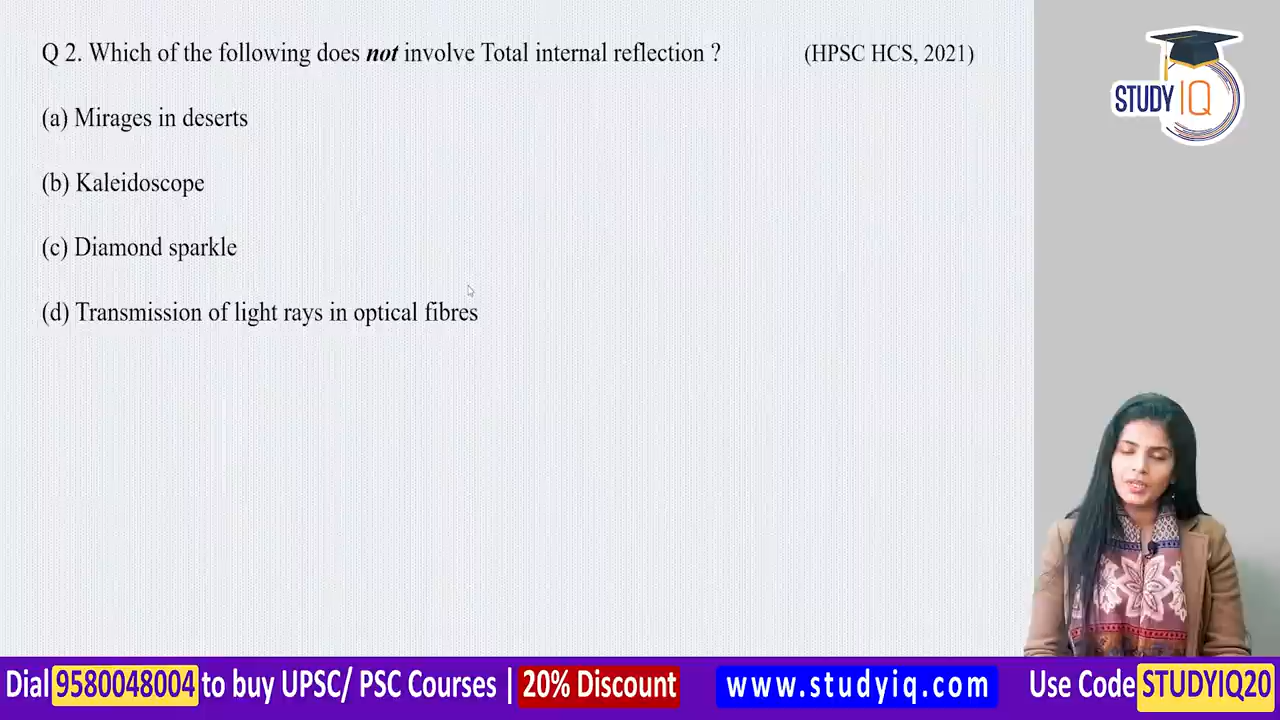 Q 2. Which of the following does not involve Total internal reflection ? (HPSC HCS, 2021)
(a) Mirages in deserts
(b) Kaleidoscope
(c) Diamond sparkle
(d) Transmission of light rays in optical fibres
STUDY IQ
Dial 9580048004 to buy UPSC/ PSC Courses | 20% Discount www.studyiq.com Use Code STUDYIQ20